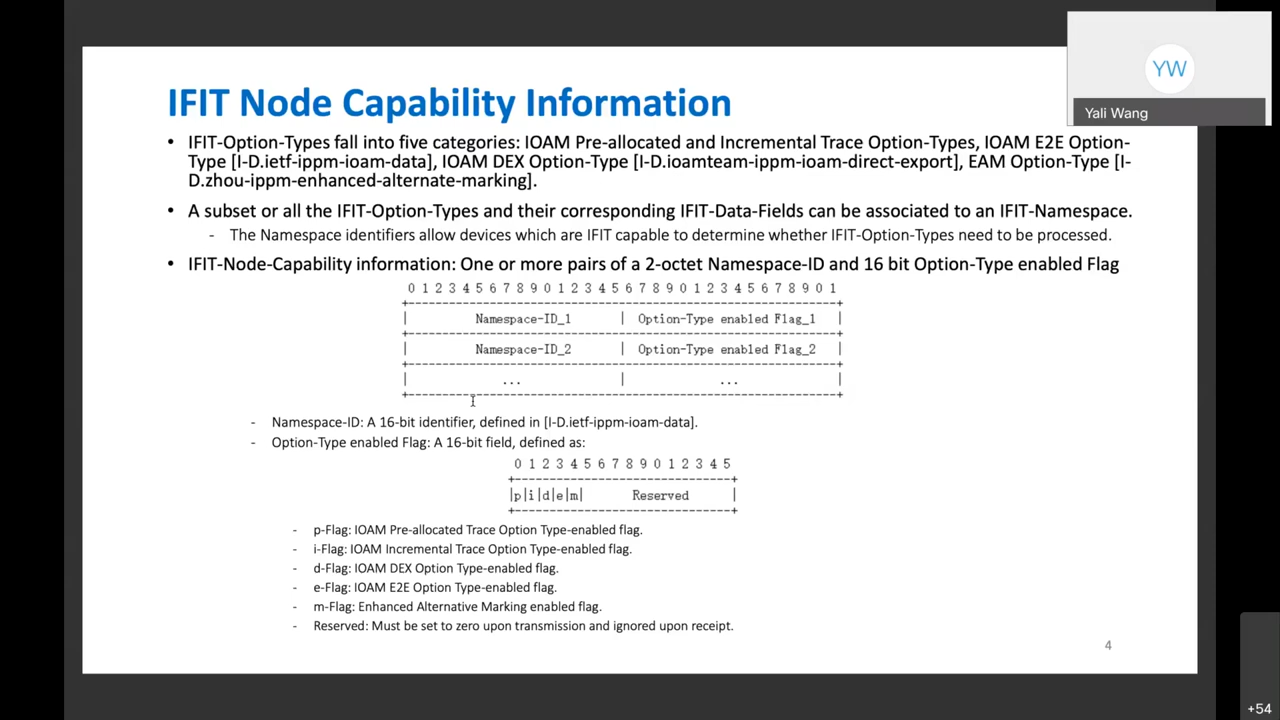 YW
Yali Wang
IFIT Node Capability Information
• IFIT-Option-Types fall into five categories: IOAM Pre-allocated and Incremental Trace Option-Types, IOAM E2E Option-
Type [I-D.ietf-ippm-ioam-data], IOAM DEX Option-Type [I-D.ioamteam-ippm-ioam-direct-export], EAM Option-Type [I-
D.zhou-ippm-enhanced-alternate-marking].
• A subset or all the IFIT-Option-Types and their corresponding IFIT-Data-Fields can be associated to an IFIT-Namespace.
- The Namespace identifiers allow devices which are IFIT capable to determine whether IFIT-Option-Types need to be processed.
• IFIT-Node-Capability information: One or more pairs of a 2-octet Namespace-ID and 16 bit Option-Type enabled Flag
0 1 2 3 4 5 6 7 8 9 0 1 2 3 4 5 6 7 8 9 0 1 2 3 4 5 6 7 8 9 0 1
+---------------------------------------------------------------+
| Namespace-ID_1 | Option-Type enabled Flag_1 |
+---------------------------------------------------------------+
| Namespace-ID_2 | Option-Type enabled Flag_2 |
+---------------------------------------------------------------+
| ... | ... |
+---------------------------------------------------------------+
- Namespace-ID: A 16-bit identifier, defined in [I-D.ietf-ippm-ioam-data].
- Option-Type enabled Flag: A 16-bit field, defined as:
0 1 2 3 4 5 6 7 8 9 0 1 2 3 4 5
+-------------------------------+
|p|i|d|e|m| Reserved |
+-------------------------------+
- p-Flag: IOAM Pre-allocated Trace Option Type-enabled flag.
- i-Flag: IOAM Incremental Trace Option Type-enabled flag.
- d-Flag: IOAM DEX Option Type-enabled flag.
- e-Flag: IOAM E2E Option Type-enabled flag.
- m-Flag: Enhanced Alternative Marking enabled flag.
- Reserved: Must be set to zero upon transmission and ignored upon receipt.
4
+54